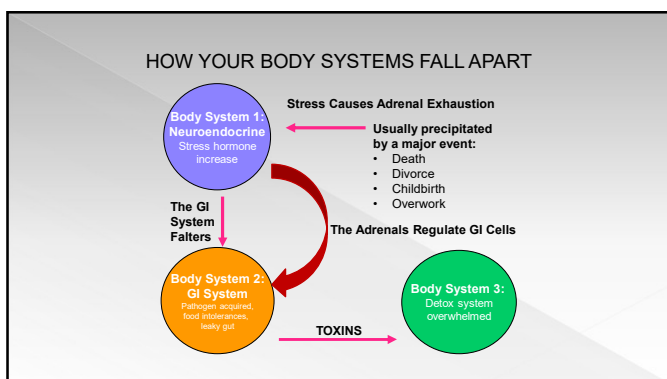 HOW YOUR BODY SYSTEMS FALL APART
Body System 1:
Neuroendocrine
Stress hormone
increase
Stress Causes Adrenal Exhaustion
Usually precipitated
by a major event:
• Death
• Divorce
• Childbirth
• Overwork
The GI
System
Falters
The Adrenals Regulate GI Cells
Body System 2:
GI System
Pathogen acquired,
food intolerances,
leaky gut
TOXINS
Body System 3:
Detox system
overwhelmed